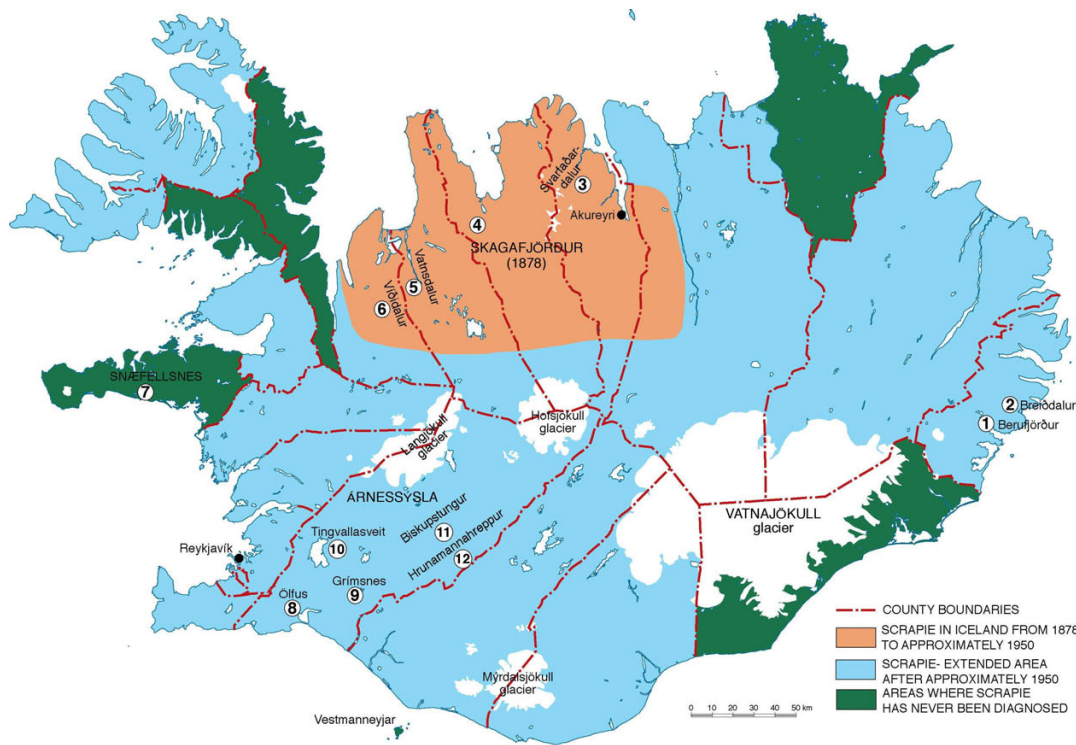 Svarfaðar-
dalur
3
Akureyri
4
SKAGAFJÖRDUR
(1878)
Vatnsdalur
5
Víðidalur
6
SNÆFELLSNES
7
2
Breiðdalur
1
Berufjörður
Hofsjökull
glacier
Langjökull
glacier
ÁRNESSÝSLA
VATNAJÖKULL
glacier
Biskupstungur
11
Tingvallasveit
10
Hrunamannahreppur
12
Reykjavík
Grímsnes
9
Ölfus
8
Mýrdalsjökull
glacier
Vestmanneyjar
COUNTY BOUNDARIES
SCRAPIE IN ICELAND FROM 1878
TO APPROXIMATELY 1950
SCRAPIE- EXTENDED AREA
AFTER APPROXIMATELY 1950
AREAS WHERE SCRAPIE
HAS NEVER BEEN DIAGNOSED
0 10 20 30 40 50 km